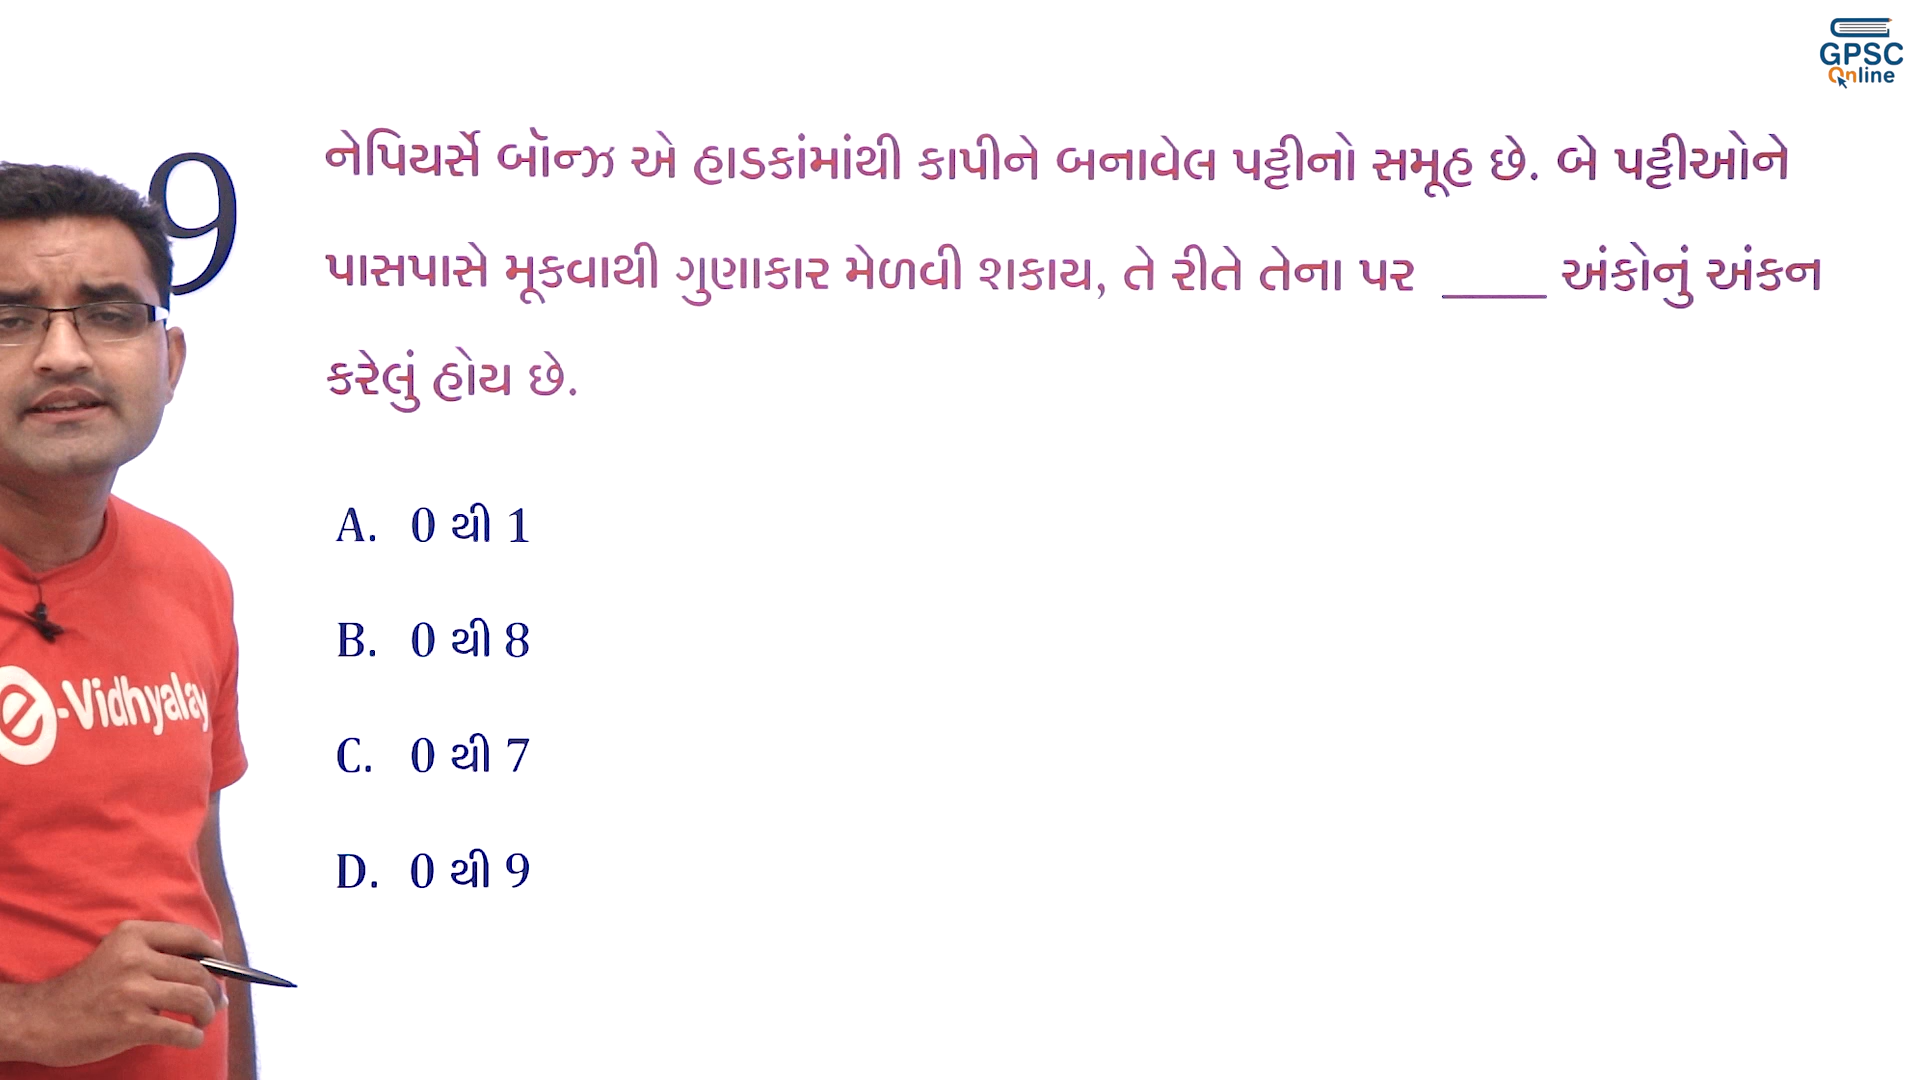 GPSC
Online
9
નેપિયર્સે બૉન્ઝ એ હાડકાંમાંથી કાપીને બનાવેલ પટ્ટીનો સમૂહ છે. બે પટ્ટીઓને
પાસપાસે મૂકવાથી ગુણાકાર મેળવી શકાય, તે રીતે તેના પર ____ અંકોનું અંકન
કરેલું હોય છે.
A. 0 થી 1
B. 0 થી 8
C. 0 થી 7
D. 0 થી 9
e-Vidhyalay